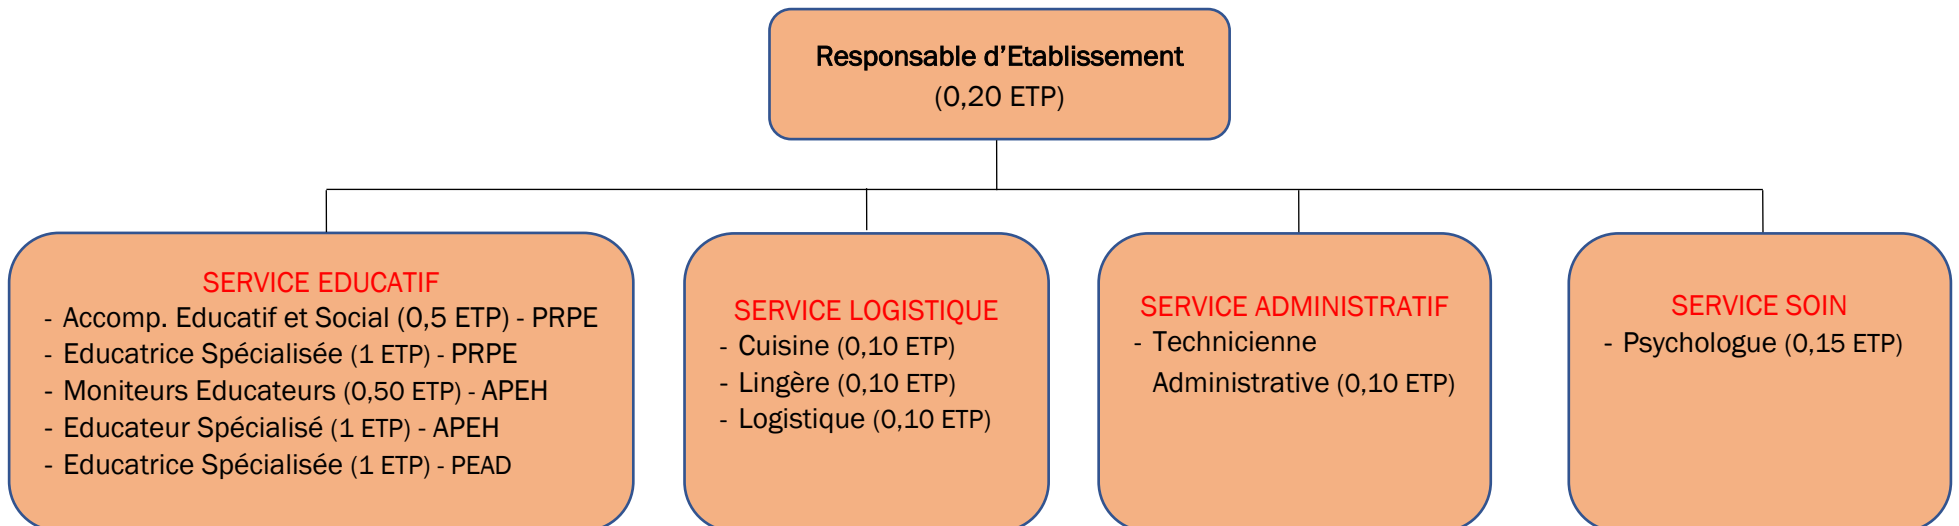 Responsable d’Etablissement
(0,20 ETP)
SERVICE EDUCATIF
- Accomp. Educatif et Social (0,5 ETP) - PRPE
- Educatrice Spécialisée (1 ETP) - PRPE
- Moniteurs Educateurs (0,50 ETP) - APEH
- Educateur Spécialisé (1 ETP) - APEH
- Educatrice Spécialisée (1 ETP) - PEAD
SERVICE LOGISTIQUE
- Cuisine (0,10 ETP)
- Lingère (0,10 ETP)
- Logistique (0,10 ETP)
SERVICE ADMINISTRATIF
- Technicienne
Administrative (0,10 ETP)
SERVICE SOIN
- Psychologue (0,15 ETP)